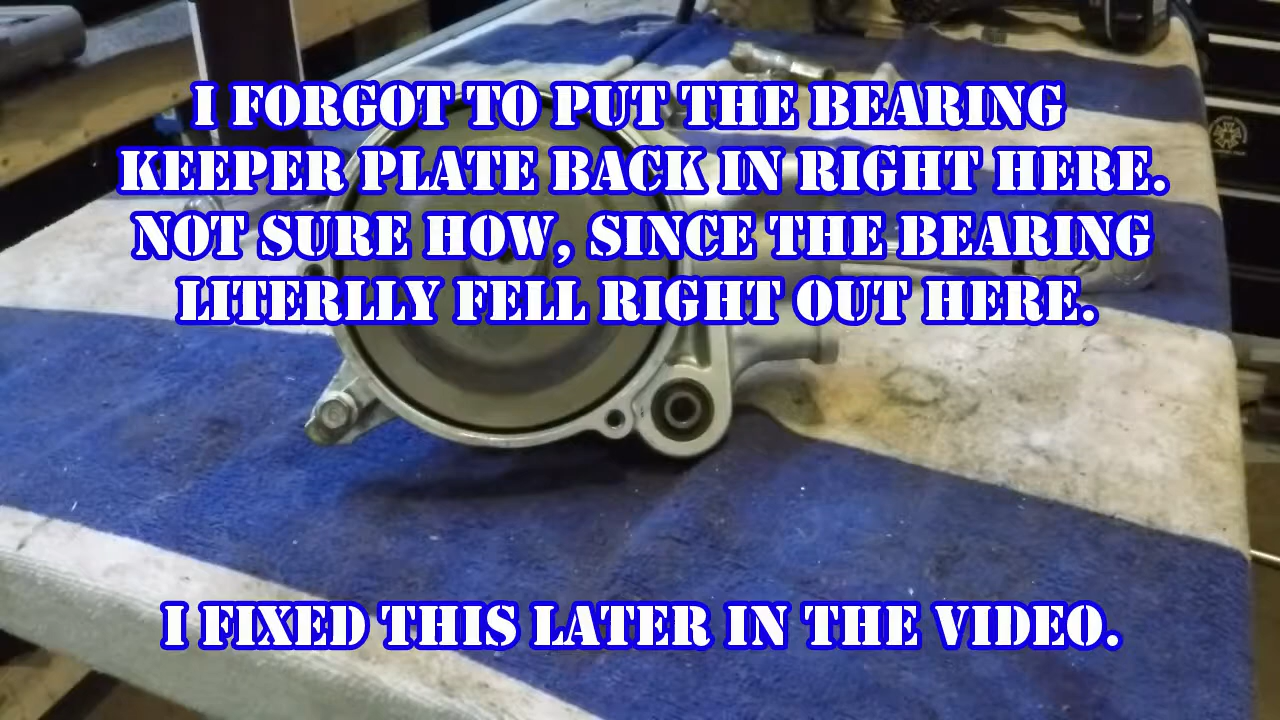 I FORGOT TO PUT THE BEARING
KEEPER PLATE BACK IN RIGHT HERE.
NOT SURE HOW, SINCE THE BEARING
LITERLLY FELL RIGHT OUT HERE.
I FIXED THIS LATER IN THE VIDEO.